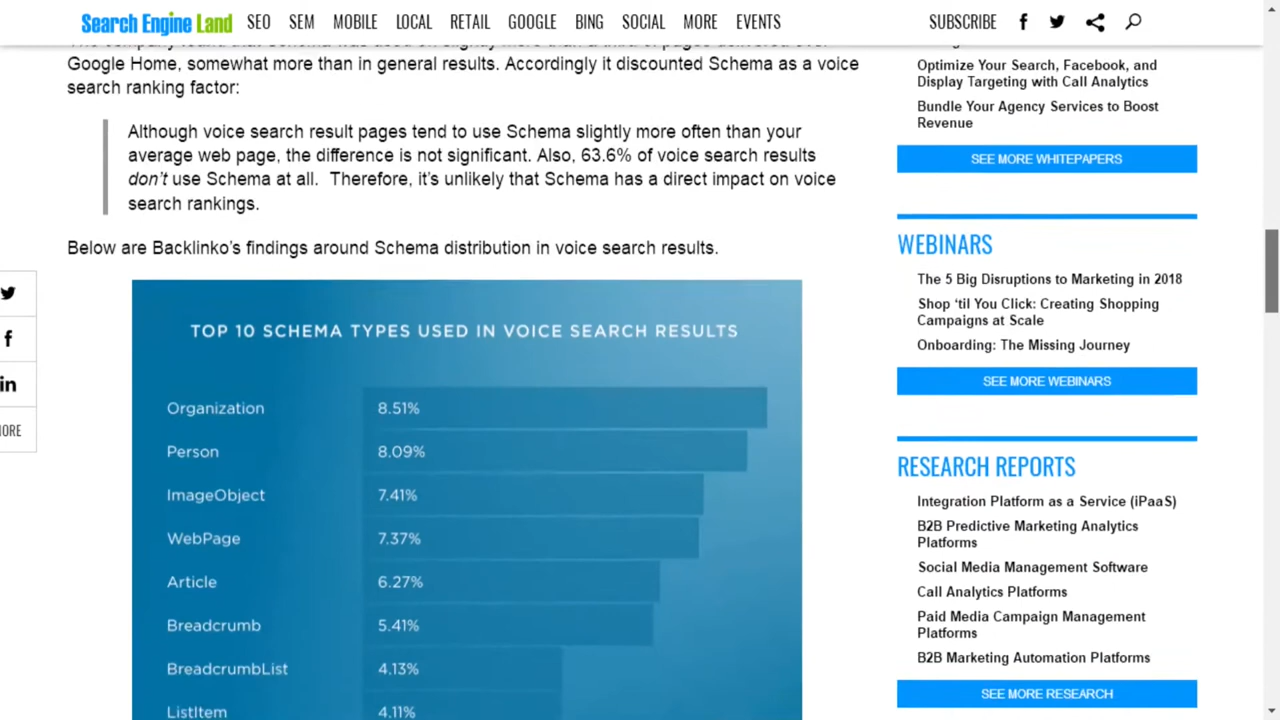 Search Engine Land
SEO SEM MOBILE LOCAL RETAIL GOOGLE BING SOCIAL MORE EVENTS SUBSCRIBE
Google Home, somewhat more than in general results. Accordingly it discounted Schema as a voice
search ranking factor:
Although voice search result pages tend to use Schema slightly more often than your
average web page, the difference is not significant. Also, 63.6% of voice search results
don't use Schema at all. Therefore, it's unlikely that Schema has a direct impact on voice
search rankings.
Below are Backlinko's findings around Schema distribution in voice search results.
in
ORE
TOP 10 SCHEMA TYPES USED IN VOICE SEARCH RESULTS
Organization 8.51%
Person 8.09%
ImageObject 7.41%
WebPage 7.37%
Article 6.27%
Breadcrumb 5.41%
BreadcrumbList 4.13%
ListItem 4.11%
Optimize Your Search, Facebook, and
Display Targeting with Call Analytics
Bundle Your Agency Services to Boost
Revenue
SEE MORE WHITEPAPERS
WEBINARS
The 5 Big Disruptions to Marketing in 2018
Shop 'til You Click: Creating Shopping
Campaigns at Scale
Onboarding: The Missing Journey
SEE MORE WEBINARS
RESEARCH REPORTS
Integration Platform as a Service (iPaaS)
B2B Predictive Marketing Analytics
Platforms
Social Media Management Software
Call Analytics Platforms
Paid Media Campaign Management
Platforms
B2B Marketing Automation Platforms
SEE MORE RESEARCH